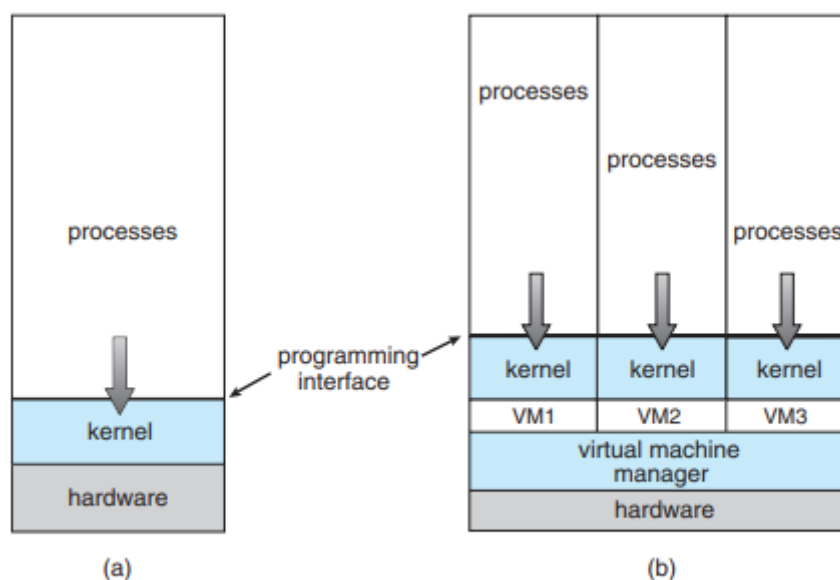 processes
kernel
hardware
(a)
programming
interface
processes
processes
processes
kernel
kernel
kernel
VM1
VM2
VM3
virtual machine
manager
hardware
(b)